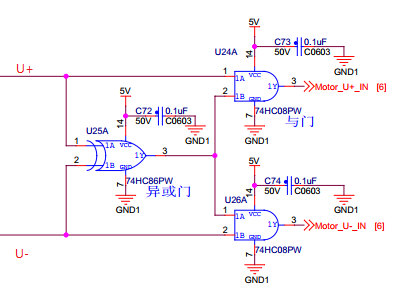 5V
C73 0.1uF
50V C0603
GND1
U24A
14
U+
1 1A VCC
1Y 3 Motor_U+_IN [6]
2 1B GND
74HC08PW
7
GND1
与门
5V
C72 0.1uF
50V C0603
GND1
U25A
14
1 1A VCC
1Y 3
2 1B GND
74HC86PW
7
异或门
GND1
5V
C74 0.1uF
50V C0603
GND1
U26A
14
1 1A VCC
1Y 3 Motor_U-_IN [6]
2 1B GND
74HC08PW
7
GND1
U-